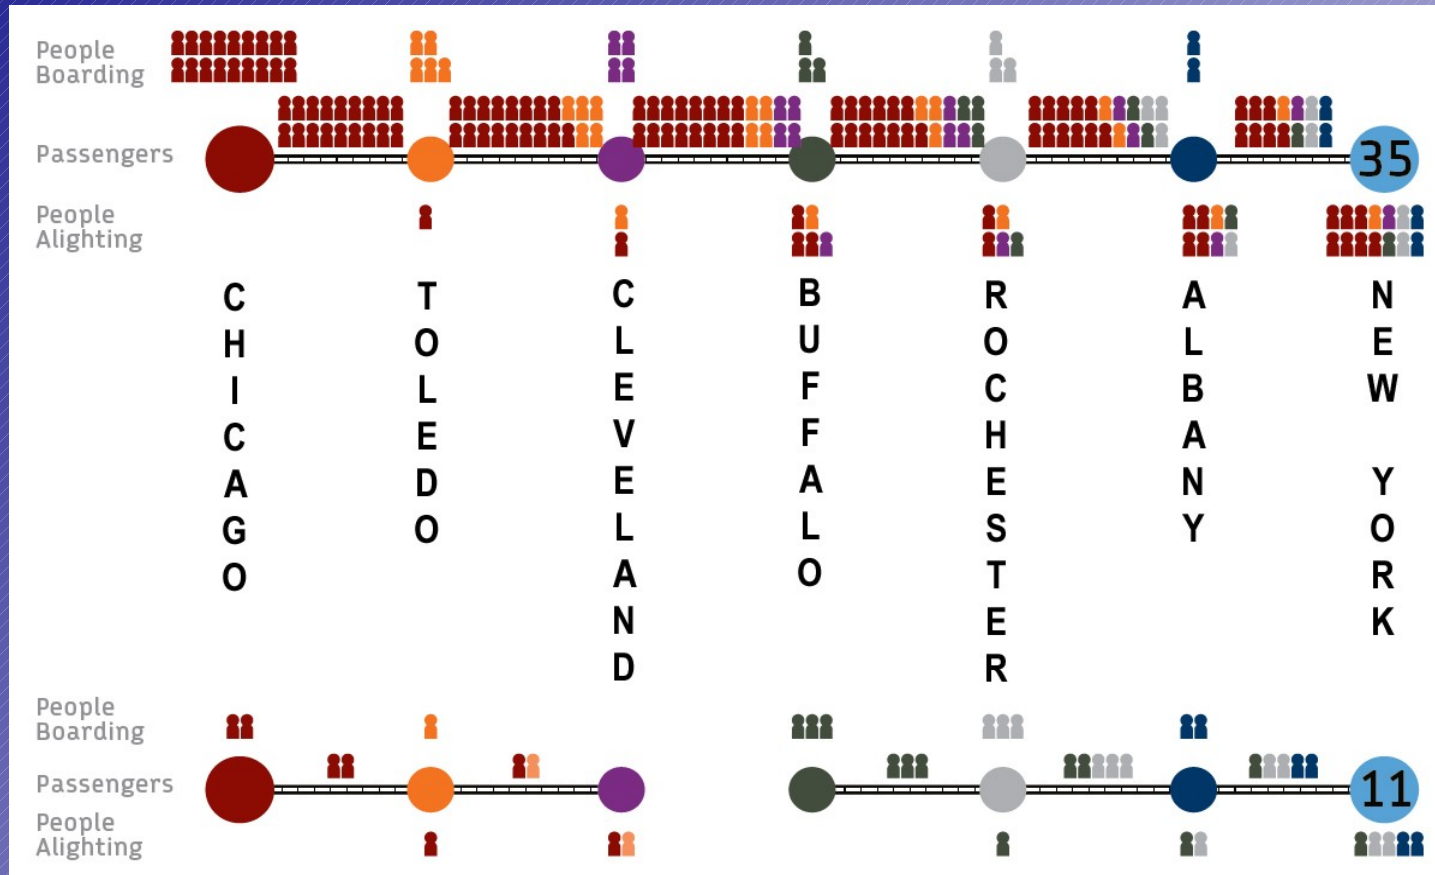 People
Boarding
Passengers
35
People
Alighting
CHICAGO
TOLEDO
CLEVELAND
BUFFALO
ROCHESTER
ALBANY
NEW YORK
People
Boarding
Passengers
11
People
Alighting